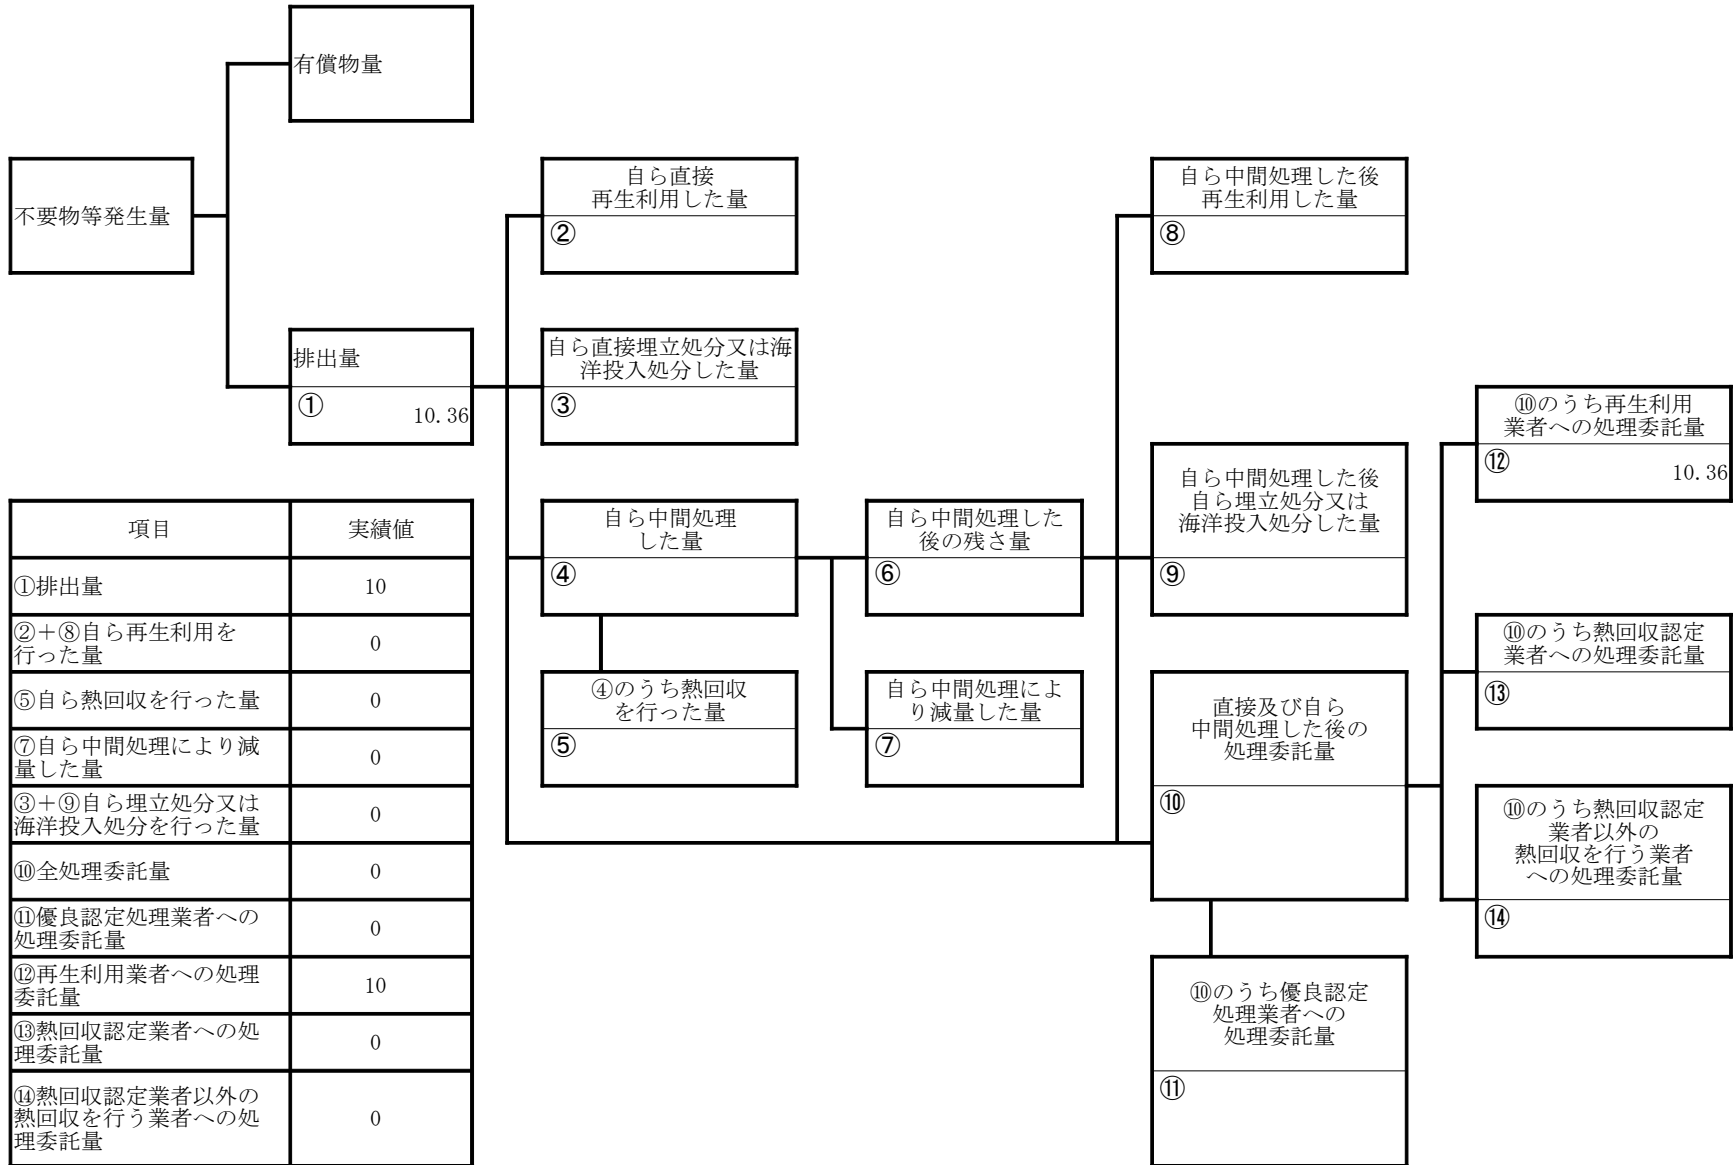 有償物量
不要物等発生量
自ら直接
再生利用した量
②
自ら中間処理した後
再生利用した量
⑧
排出量
①
10.36
自ら直接埋立処分又は海
洋投入処分した量
③
⑩のうち再生利用
業者への処理委託量
⑫
10.36
自ら中間処理
した量
④
自ら中間処理した
後の残さ量
⑥
自ら中間処理した後
自ら埋立処分又は
海洋投入処分した量
⑨
④のうち熱回収
を行った量
⑤
自ら中間処理によ
り減量した量
⑦
直接及び自ら
中間処理した後の
処理委託量
⑩
⑩のうち熱回収認定
業者への処理委託量
⑬
⑩のうち熱回収認定
業者以外の
熱回収を行う業者
への処理委託量
⑭
⑩のうち優良認定
処理業者への
処理委託量
⑪
項目 実績値
①排出量 10
②+⑧自ら再生利用を
行った量 0
⑤自ら熱回収を行った量 0
⑦自ら中間処理により減
量した量 0
③+⑨自ら埋立処分又は
海洋投入処分を行った量 0
⑩全処理委託量 0
⑪優良認定処理業者への
処理委託量 0
⑫再生利用業者への処理
委託量 10
⑬熱回収認定業者への処
理委託量 0
⑭熱回収認定業者以外の
熱回収を行う業者への処
理委託量 0